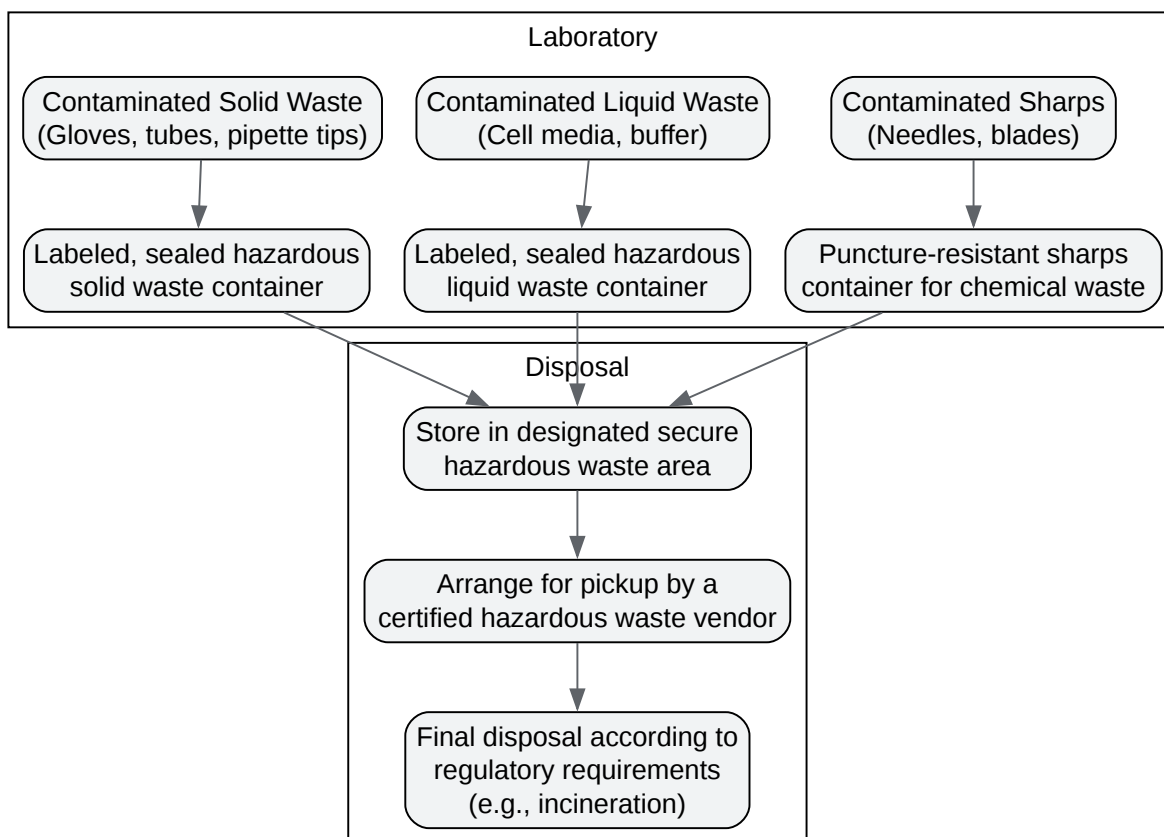 Laboratory
Contaminated Solid Waste
(Gloves, tubes, pipette tips)
Contaminated Liquid Waste
(Cell media, buffer)
Contaminated Sharps
(Needles, blades)
Labeled, sealed hazardous
solid waste container
Labeled, sealed hazardous
liquid waste container
Puncture-resistant sharps
container for chemical waste
Disposal
Store in designated secure
hazardous waste area
Arrange for pickup by a
certified hazardous waste vendor
Final disposal according to
regulatory requirements
(e.g., incineration)